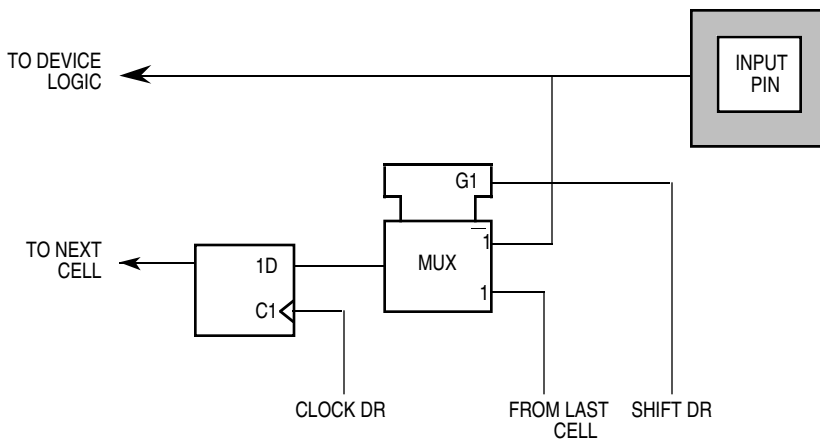 TO DEVICE
LOGIC
INPUT
PIN
G1
TO NEXT
CELL
1D
MUX
1
1
C1
CLOCK DR
FROM LAST
CELL
SHIFT DR